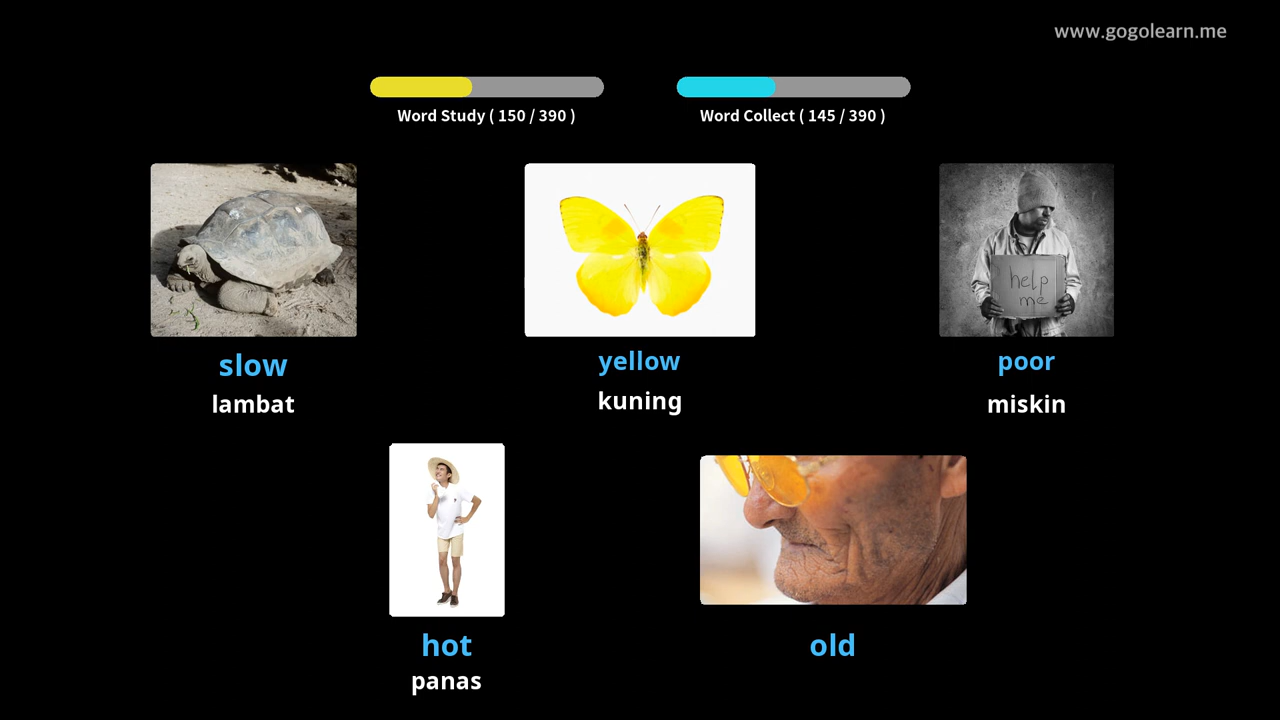 www.gogolearn.me
Word Study ( 150 / 390 )
Word Collect ( 145 / 390 )
help
me
slow
yellow
poor
lambat
kuning
miskin
hot
old
panas